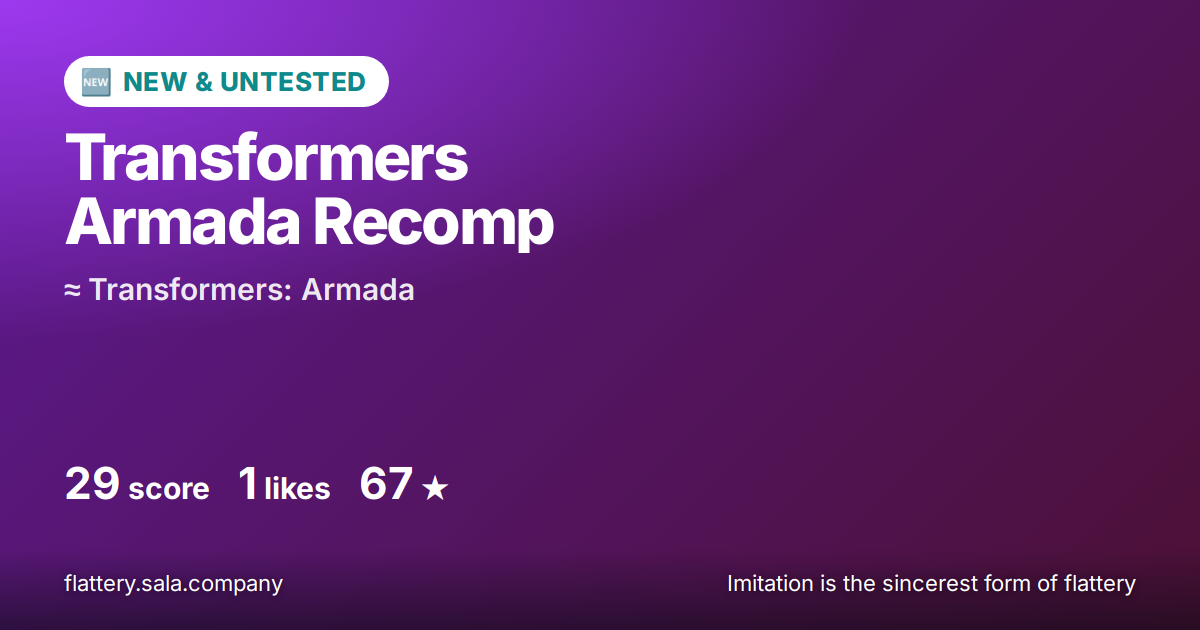 🆕 NEW & UNTESTED
Transformers
Armada Recomp
≈ Transformers: Armada
29 score 1 likes 67 ★
flattery.sala.company
Imitation is the sincerest form of flattery